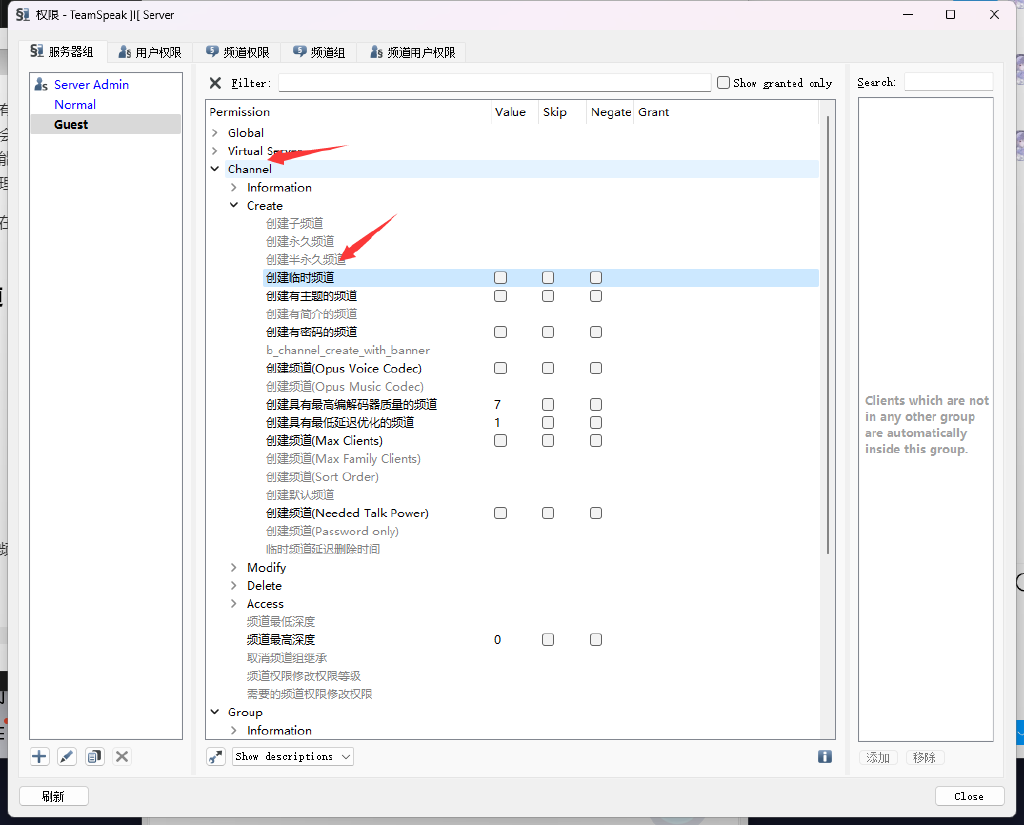 权限 - TeamSpeak ]I[ Server
服务器组 用户权限 频道权限 频道组 频道用户权限
Server Admin
Normal
Guest
Filter: Show granted only
Permission Value Skip Negate Grant
Global
Virtual Server
Channel
Information
Create
创建子频道
创建永久频道
创建半永久频道
创建临时频道
创建有主题的频道
创建有简介的频道
创建有密码的频道
b_channel_create_with_banner
创建频道(Opus Voice Codec)
创建频道(Opus Music Codec)
创建具有最高编解码器质量的频道 7
创建具有最低延迟优化的频道 1
创建频道(Max Clients)
创建频道(Max Family Clients)
创建频道(Sort Order)
创建默认频道
创建频道(Needed Talk Power)
创建频道(Password only)
临时频道延迟删除时间
Modify
Delete
Access
频道最低深度
频道最高深度 0
取消频道组继承
频道权限修改权限等级
需要的频道权限修改权限
Group
Information
Show descriptions
Search:
Clients which are not
in any other group
are automatically
inside this group.
添加 移除
刷新 Close